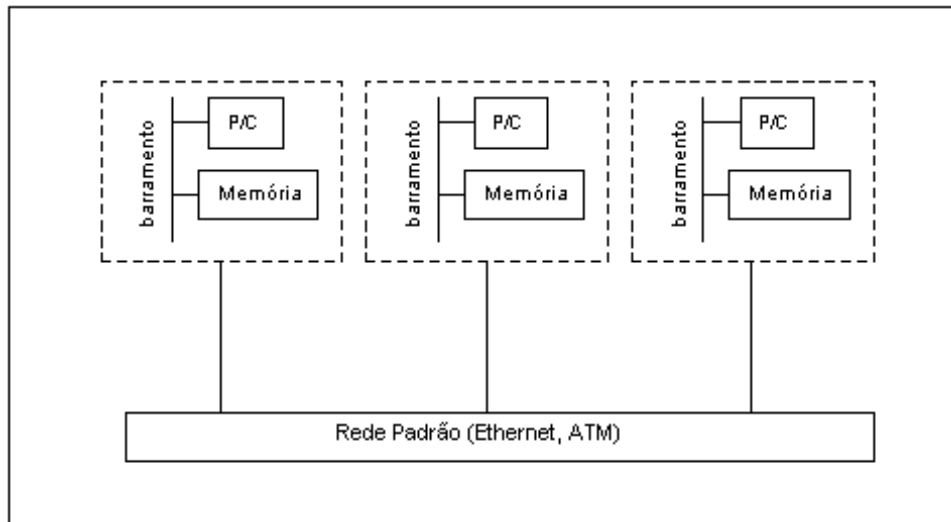 barramento
P/C
Memória
barramento
P/C
Memória
barramento
P/C
Memória
Rede Padrão (Ethernet, ATM)